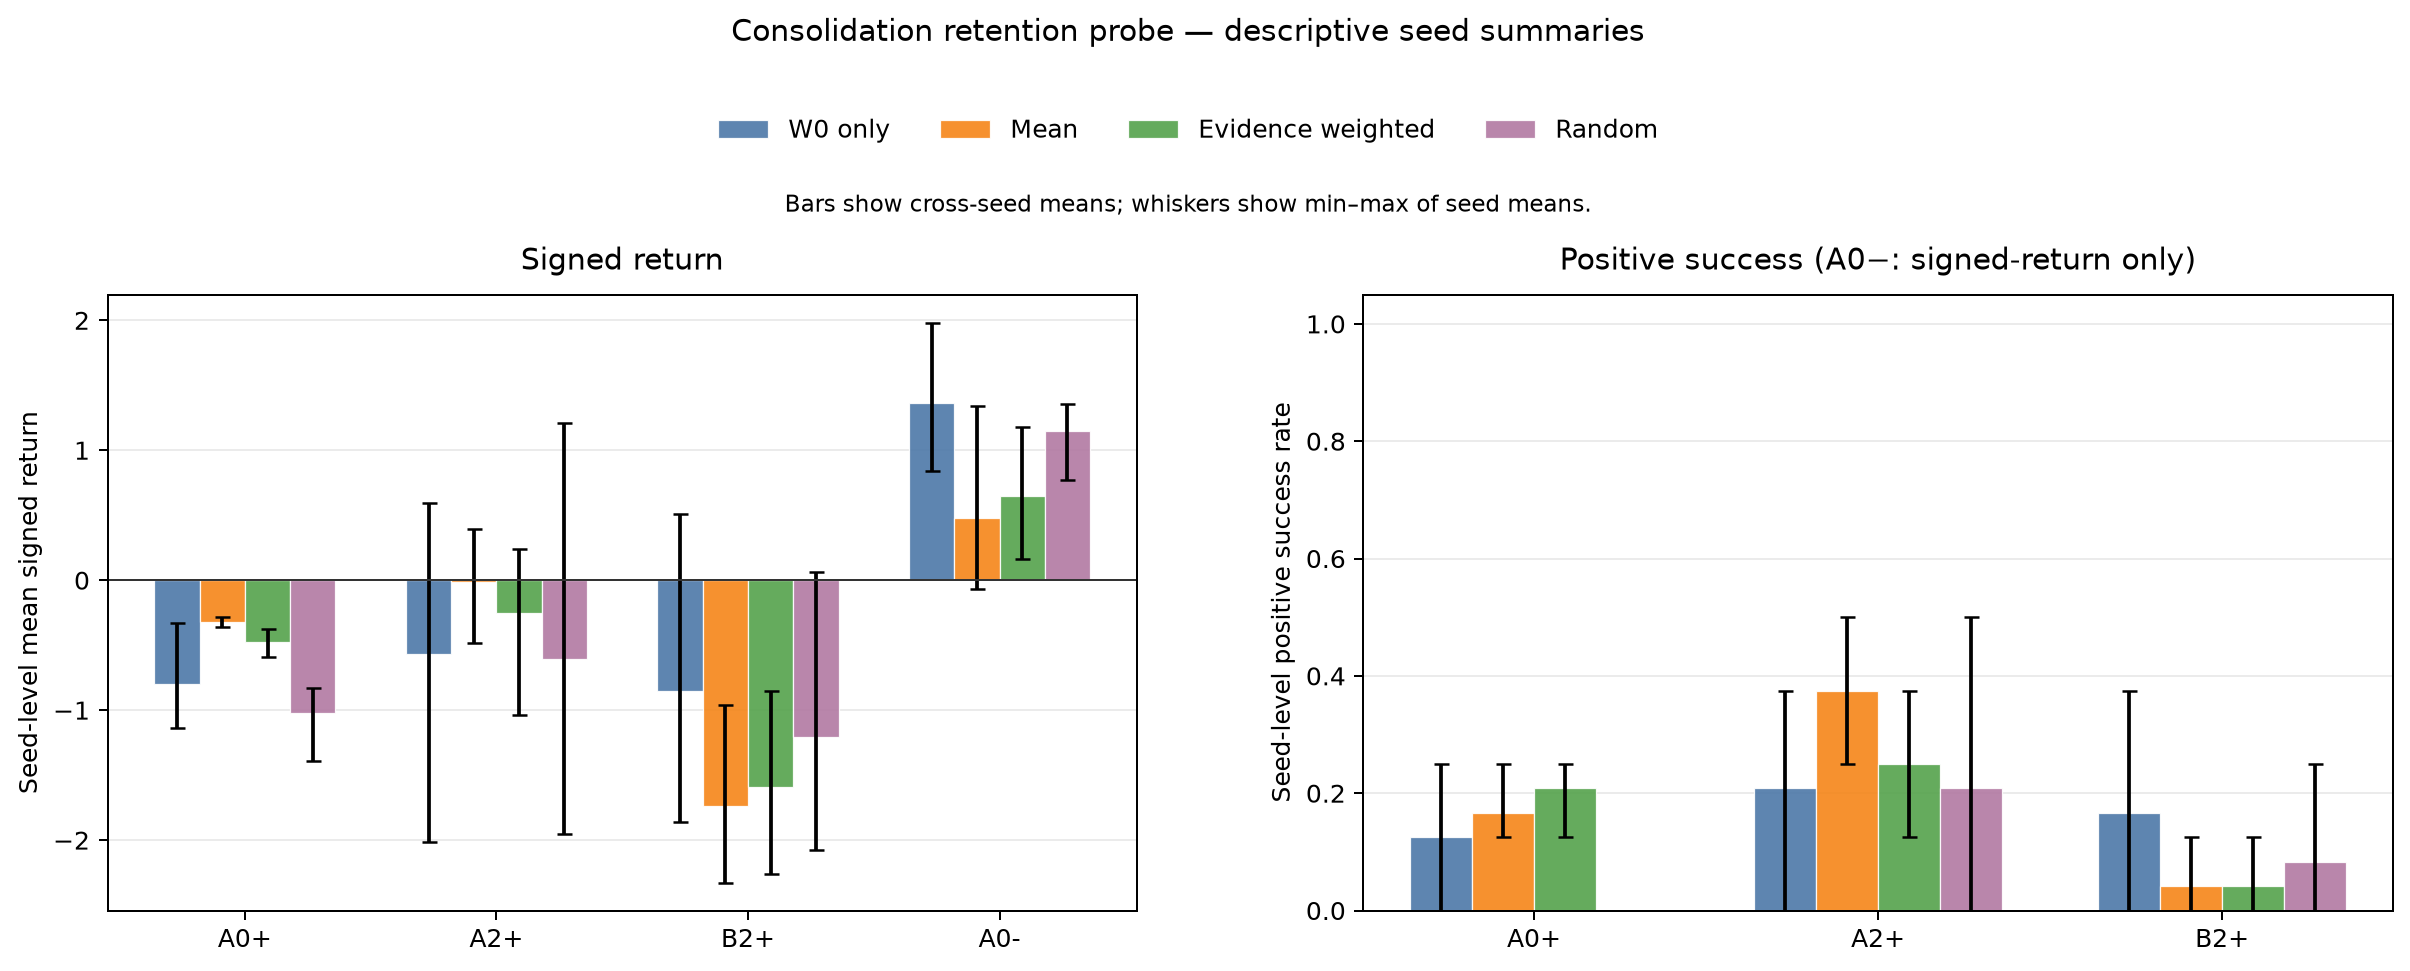 Consolidation retention probe — descriptive seed summaries
W0 only
Mean
Evidence weighted
Random
Bars show cross-seed means; whiskers show min–max of seed means.
Signed return
Seed-level mean signed return
2
1
0
−1
−2
A0+
A2+
B2+
A0-
Positive success (A0−: signed-return only)
Seed-level positive success rate
1.0
0.8
0.6
0.4
0.2
0.0
A0+
A2+
B2+